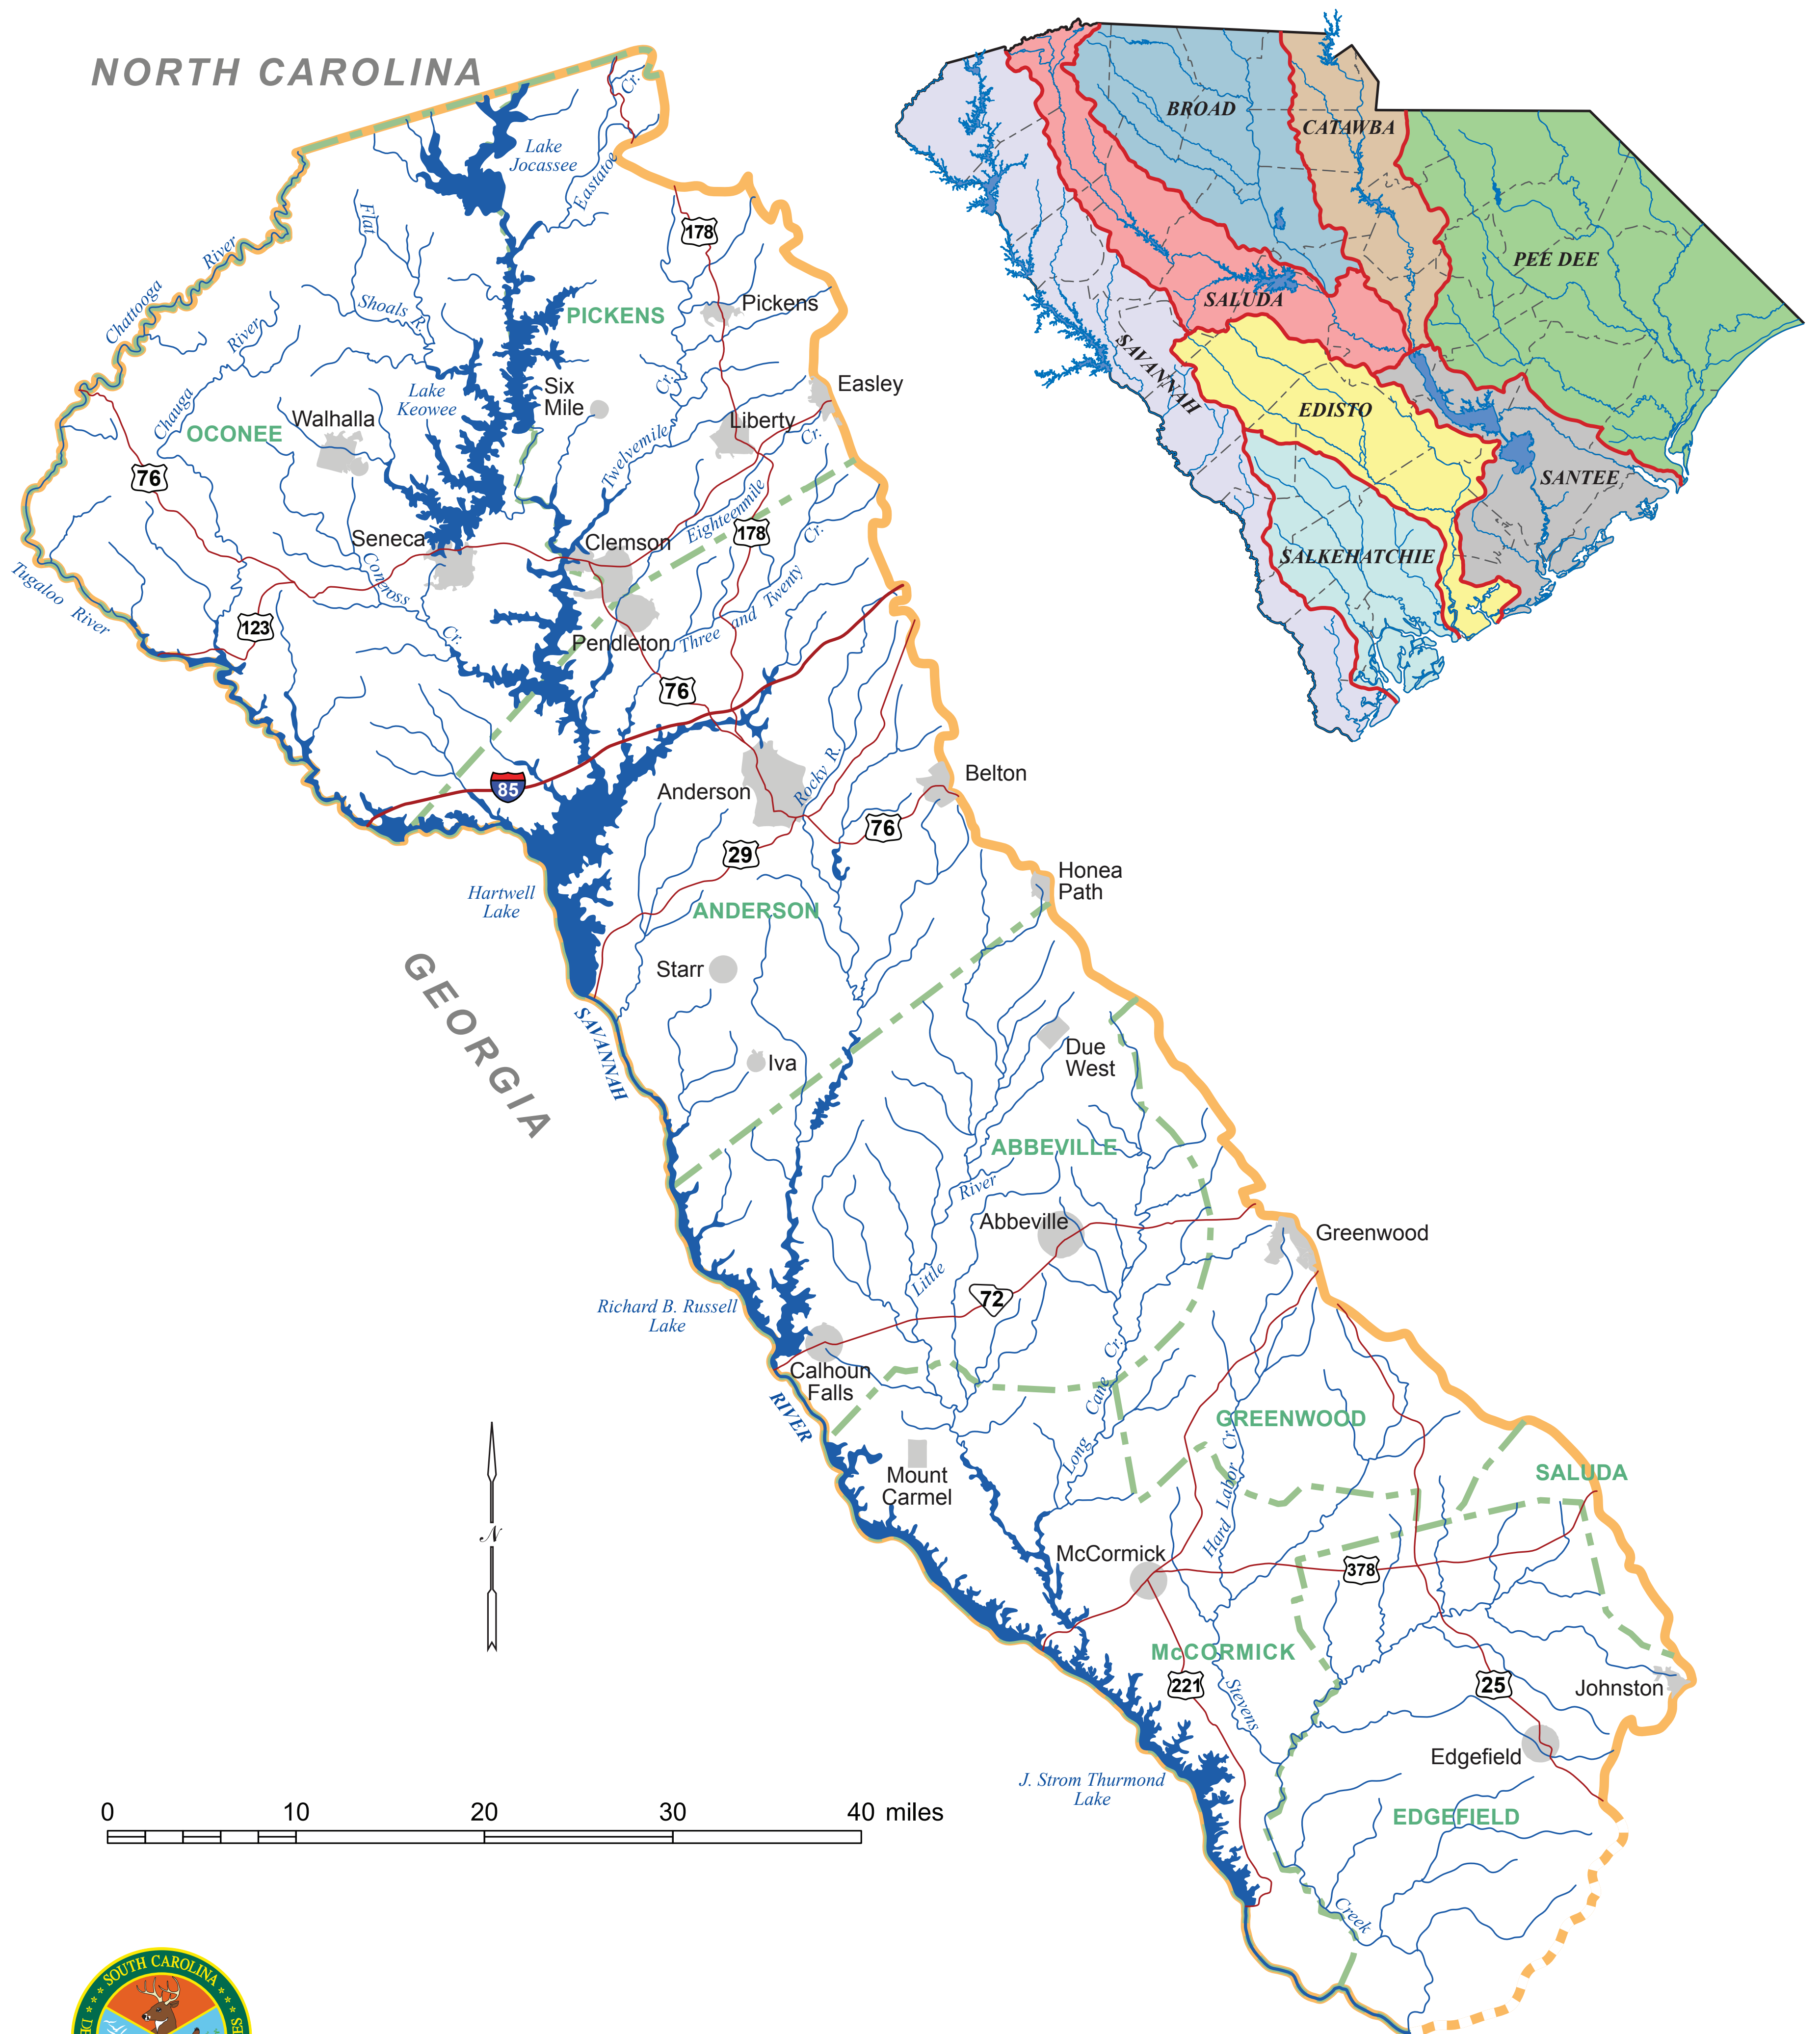 NORTH CAROLINA
Cr.
Lake
Jocassee
Eastatoe
Flat
178
Chattooga
River
Shoals R.
PICKENS
Pickens
River
Lake
Keowee
Six
Mile
Cr.
Easley
Chauga
OCONEE
Walhalla
Liberty
Cr.
76
Twelvemile
Eighteenmile
178
Cr.
Seneca
Clemson
Coneross
Cr.
Tugaloo River
123
Pendleton
Three and Twenty
76
85
Anderson
Rocky R.
Belton
76
29
Hartwell
Lake
ANDERSON
Honea
Path
Starr
GEORGIA
SAVANNAH
Iva
Due
West
ABBEVILLE
River
Abbeville
Greenwood
Little
72
Richard B. Russell
Lake
Calhoun
Falls
RIVER
Long Cane Cr.
GREENWOOD
Hard Labor Cr.
SALUDA
Mount
Carmel
N
McCormick
378
McCORMICK
221
Stevens
25
Johnston
Edgefield
J. Strom Thurmond
Lake
EDGEFIELD
Creek
0 10 20 30 40 miles
BROAD
CATAWBA
PEE DEE
SALUDA
SAVANNAH
EDISTO
SANTEE
SALKEHATCHIE
SOUTH CAROLINA